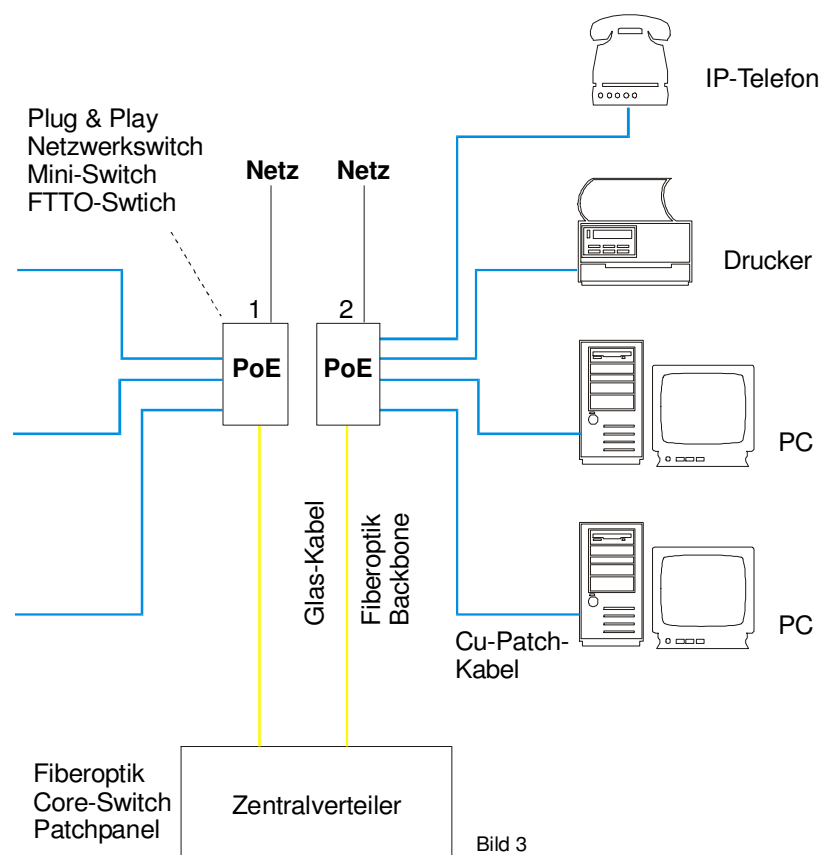 IP-Telefon
Plug & Play
Netzwerkswitch
Mini-Switch
FTTO-Swtich
Netz
Netz
Drucker
1
2
PoE
PoE
PC
Glas-Kabel
Fiberoptik
Backbone
PC
Cu-Patch-
Kabel
Fiberoptik
Core-Switch
Patchpanel
Zentralverteiler
Bild 3